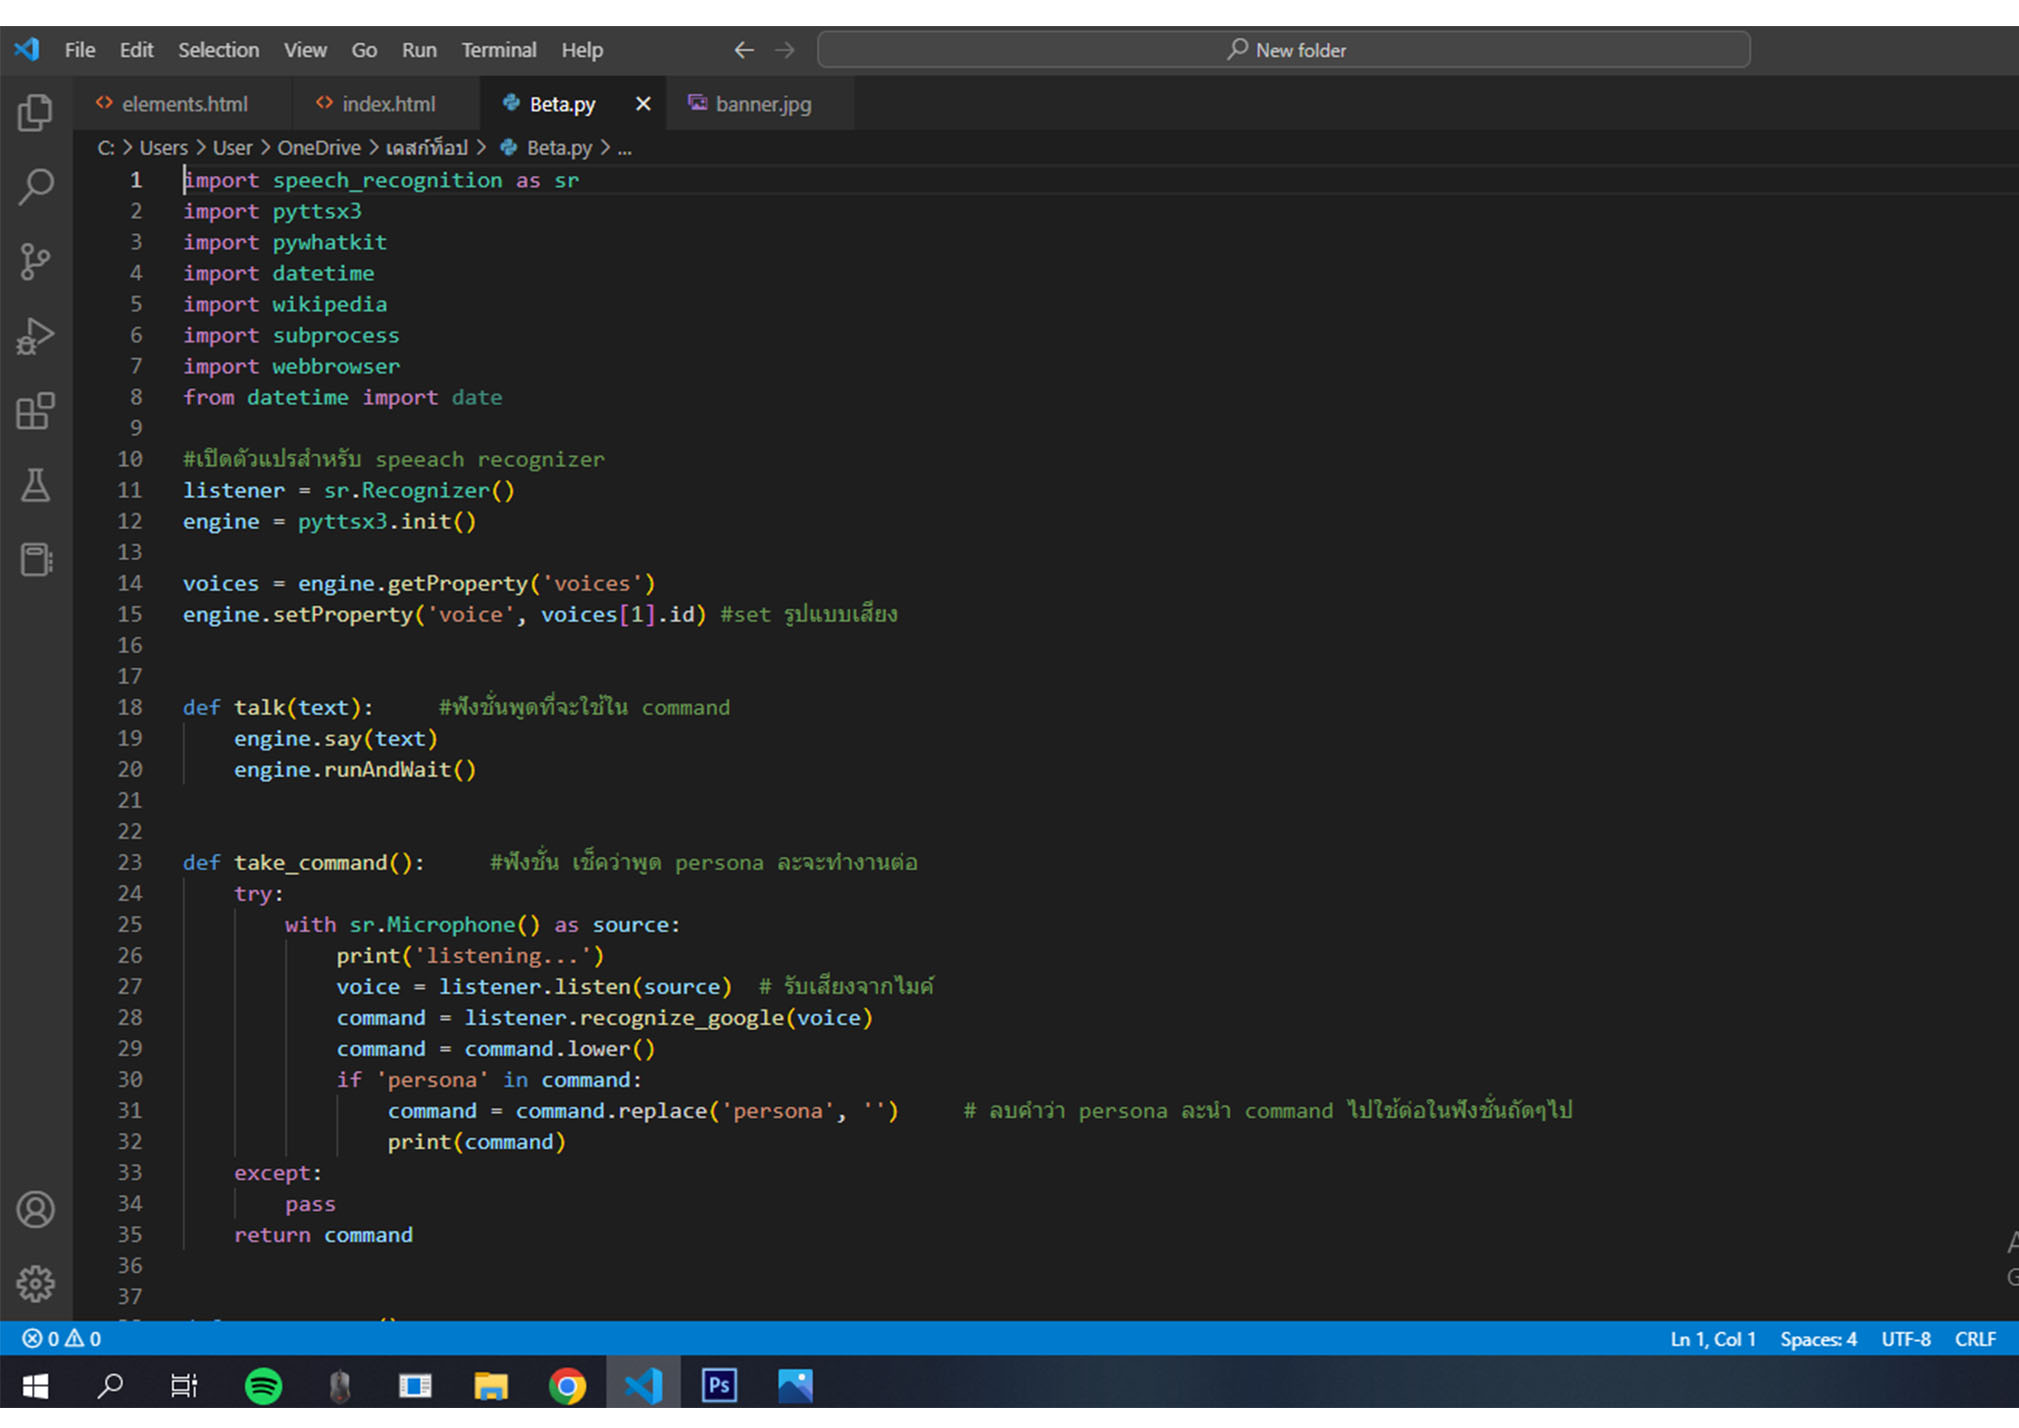 File Edit Selection View Go Run Terminal Help New folder
elements.html index.html Beta.py banner.jpg
C: > Users > User > OneDrive > เดสก์ท็อป > Beta.py > ...
1 import speech_recognition as sr
2 import pyttsx3
3 import pywhatkit
4 import datetime
5 import wikipedia
6 import subprocess
7 import webbrowser
8 from datetime import date
9
10 #เปิดตัวแปรสำหรับ speeach recognizer
11 listener = sr.Recognizer()
12 engine = pyttsx3.init()
13
14 voices = engine.getProperty('voices')
15 engine.setProperty('voice', voices[1].id) #set รูปแบบเสียง
16
17
18 def talk(text): #ฟังชั่นพูดที่จะใช้ใน command
19 engine.say(text)
20 engine.runAndWait()
21
22
23 def take_command(): #ฟังชั่น เช็คว่าพูด persona ละจะทำงานต่อ
24 try:
25 with sr.Microphone() as source:
26 print('listening...')
27 voice = listener.listen(source) # รับเสียงจากไมค์
28 command = listener.recognize_google(voice)
29 command = command.lower()
30 if 'persona' in command:
31 command = command.replace('persona', '') # ลบคำว่า persona ละนำ command ไปใช้ต่อในฟังชั่นถัดๆไป
32 print(command)
33 except:
34 pass
35 return command
36
37
0 0 Ln 1, Col 1 Spaces: 4 UTF-8 CRLF
Ps